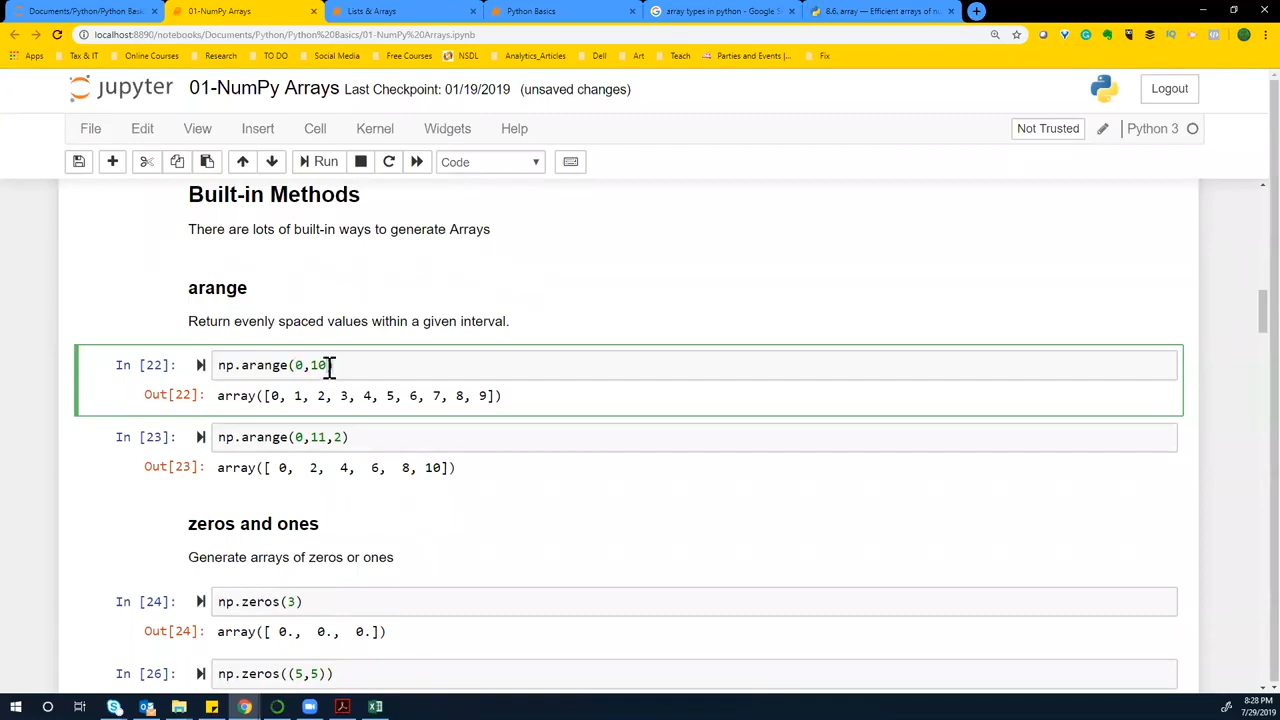 Documents/Python/Python Basic
01-NumPy Arrays
Lists & Arrays
Python Basics
array types in python - Google S
8.6. array — Efficient arrays of nu
localhost:8890/notebooks/Documents/Python/Python%20Basics/01-NumPy%20Arrays.ipynb
Apps
Tax & IT
Online Courses
Research
TO DO
Social Media
Free Courses
NSDL
Analytics_Articles
Dell
Art
Teach
Parties and Events |...
Fix
jupyter 01-NumPy Arrays Last Checkpoint: 01/19/2019 (unsaved changes)
Logout
File Edit View Insert Cell Kernel Widgets Help
Not Trusted
Python 3
Run
Code
Built-in Methods
There are lots of built-in ways to generate Arrays
arange
Return evenly spaced values within a given interval.
In [22]: np.arange(0,10)
Out[22]: array([0, 1, 2, 3, 4, 5, 6, 7, 8, 9])
In [23]: np.arange(0,11,2)
Out[23]: array([ 0, 2, 4, 6, 8, 10])
zeros and ones
Generate arrays of zeros or ones
In [24]: np.zeros(3)
Out[24]: array([ 0., 0., 0.])
In [26]: np.zeros((5,5))
8:28 PM
7/29/2019